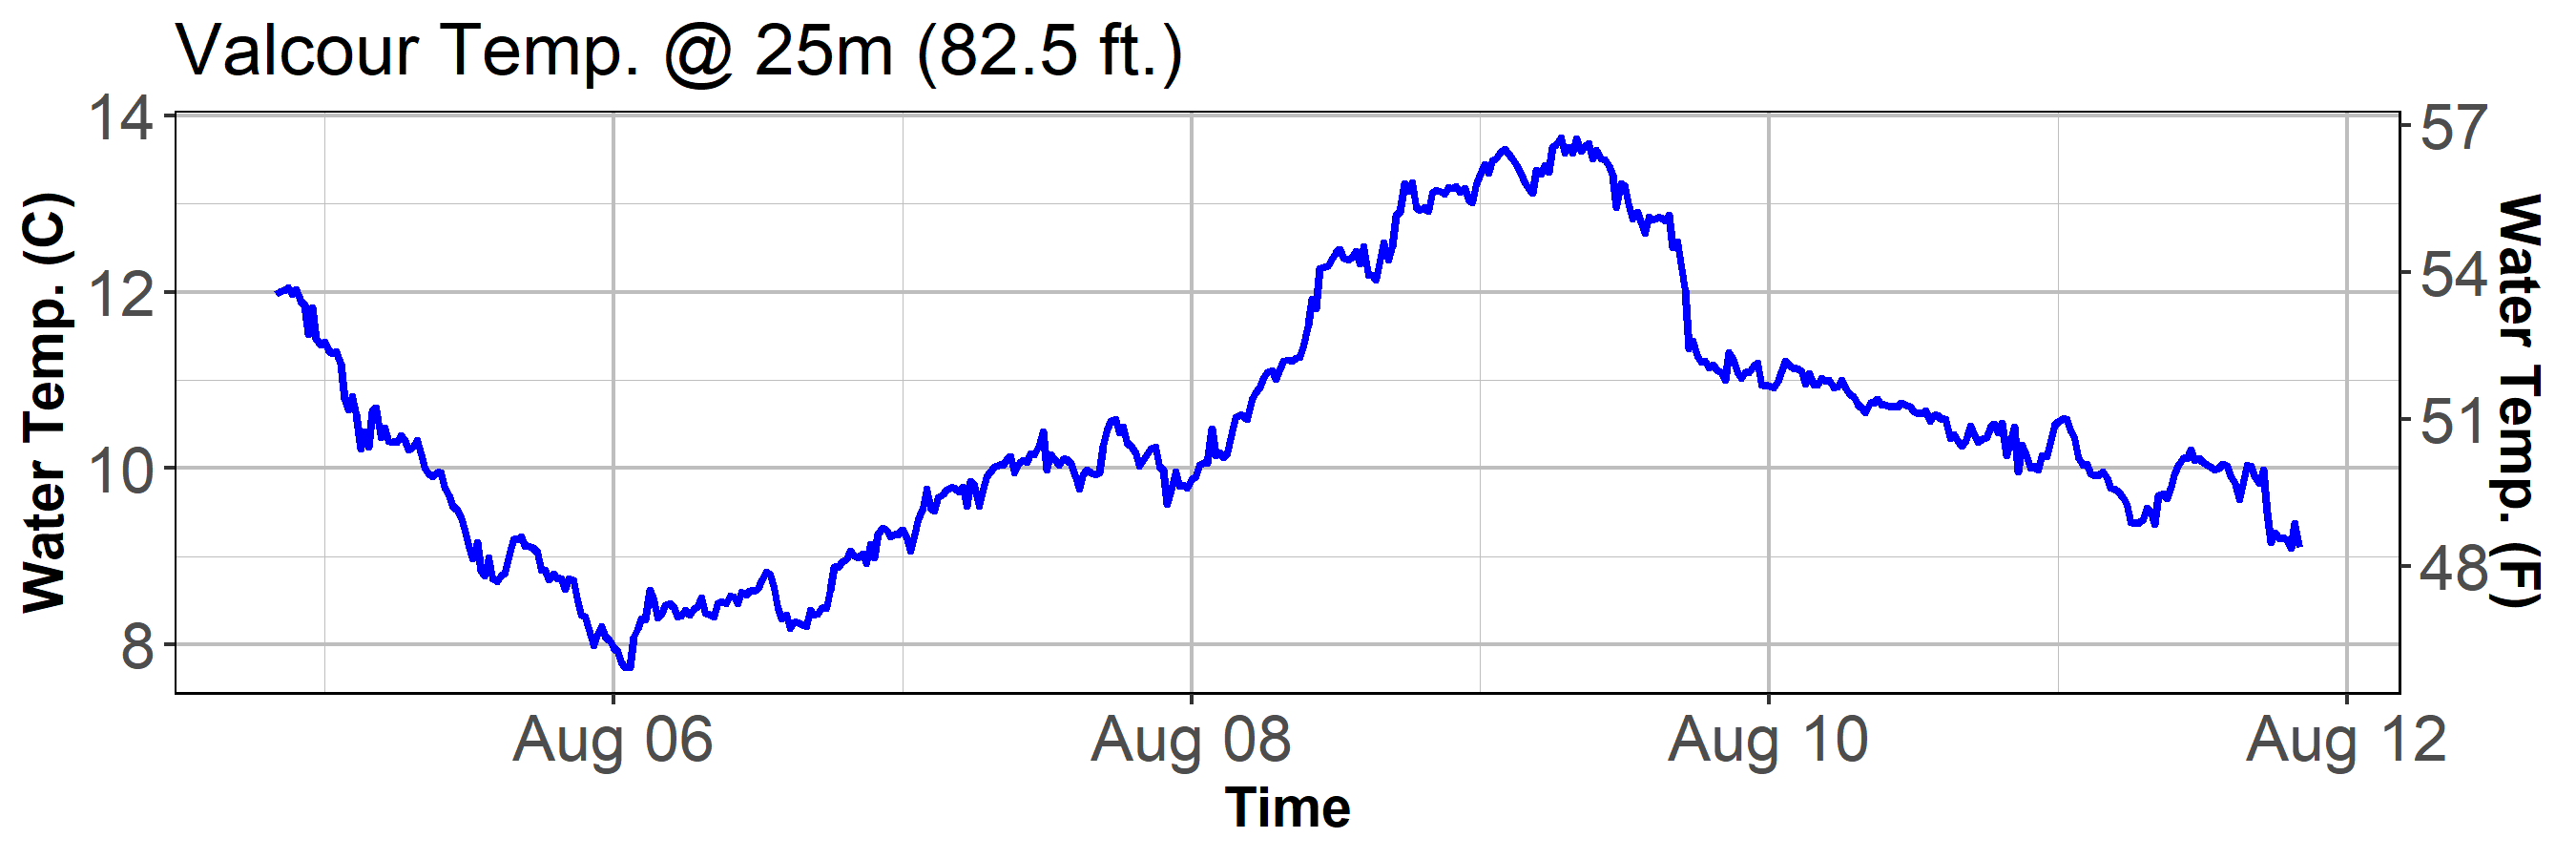 Valcour Temp. @ 25m (82.5 ft.)
14
12
10
8
Water Temp. (C)
57
54
51
48
Water Temp. (F)
Aug 06
Aug 08
Aug 10
Aug 12
Time